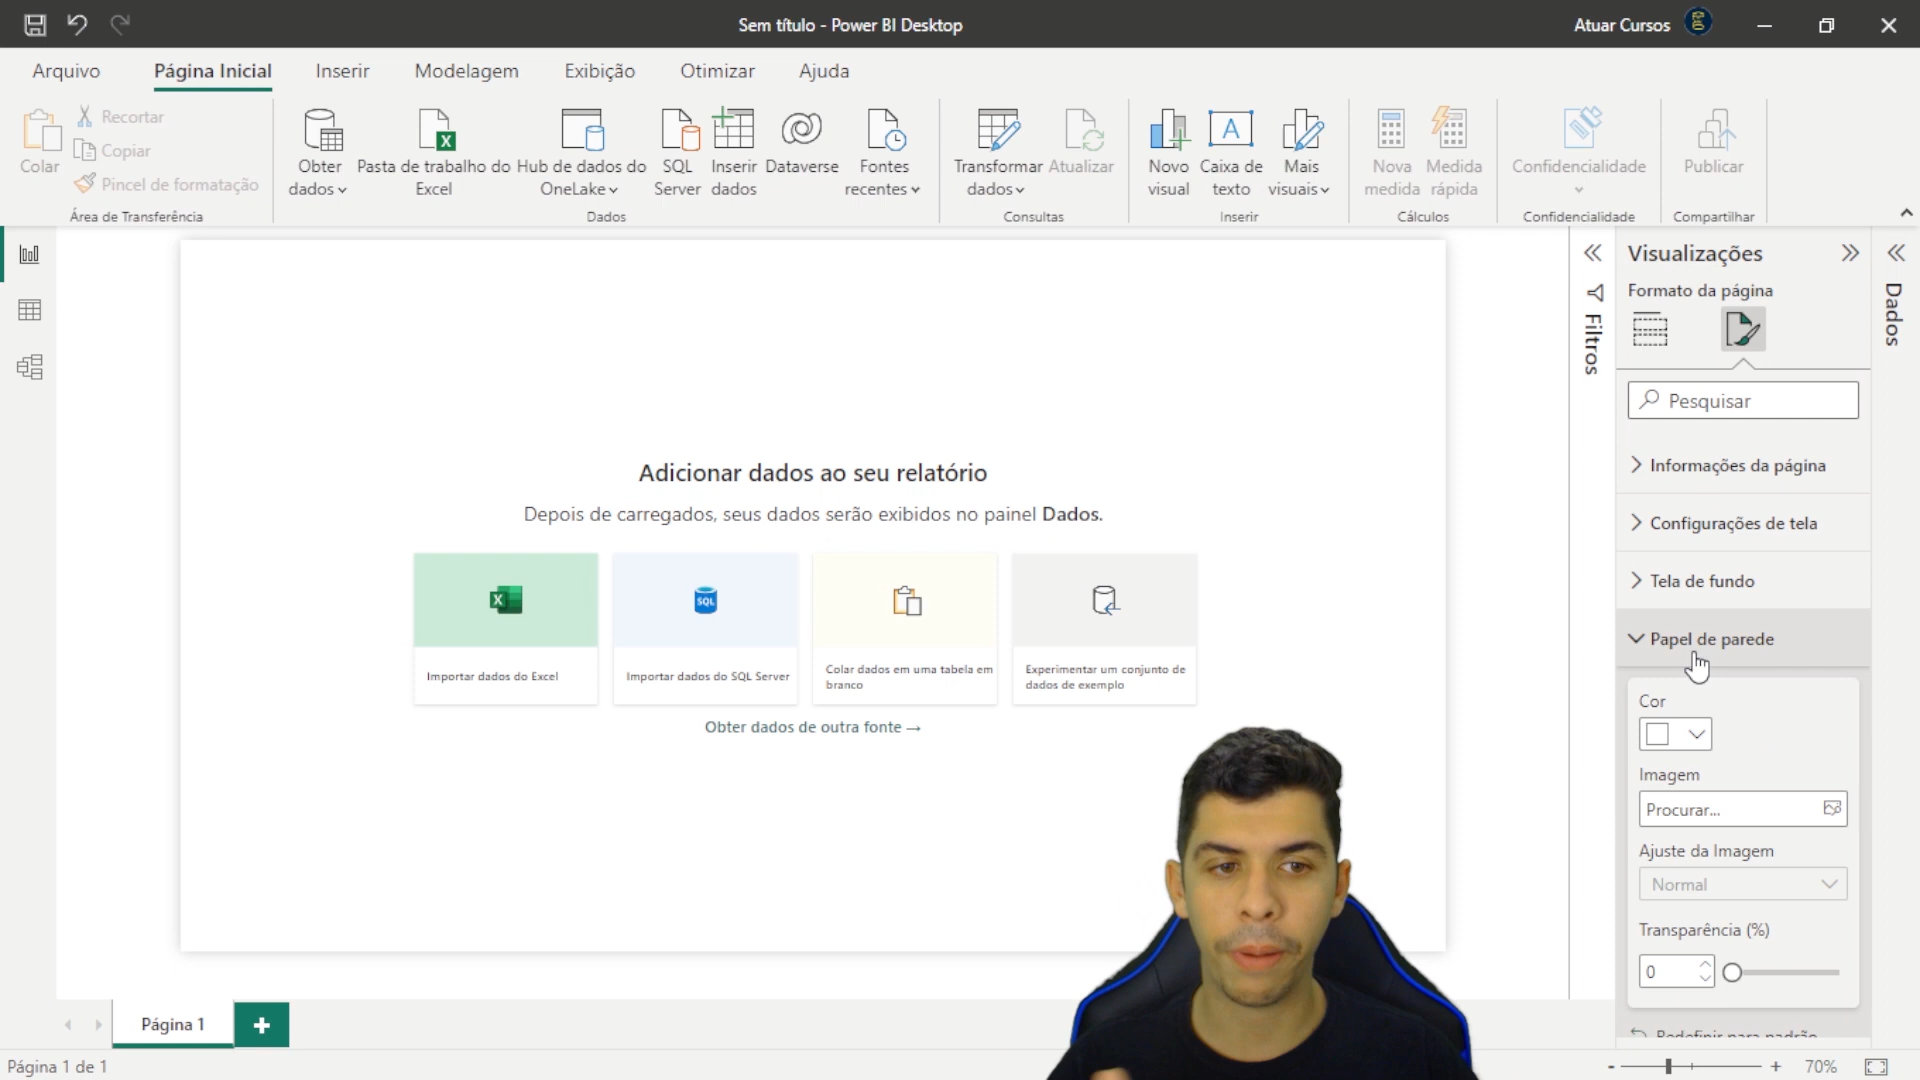 Sem título - Power BI Desktop
Atuar Cursos
Arquivo
Página Inicial
Inserir
Modelagem
Exibição
Otimizar
Ajuda
Colar
Recortar
Copiar
Pincel de formatação
Área de Transferência
Obter
dados
Pasta de trabalho do
Excel
Hub de dados do
OneLake
SQL
Server
Inserir
dados
Dataverse
Fontes
recentes
Dados
Transformar
dados
Atualizar
Consultas
Novo
visual
Caixa de
texto
Mais
visuais
Inserir
Nova
medida
Medida
rápida
Cálculos
Confidencialidade
Confidencialidade
Publicar
Compartilhar
Filtros
Visualizações
Formato da página
Pesquisar
Informações da página
Configurações de tela
Tela de fundo
Papel de parede
Cor
Imagem
Procurar...
Ajuste da Imagem
Normal
Transparência (%)
0
Redefinir para padrão
Dados
Adicionar dados ao seu relatório
Depois de carregados, seus dados serão exibidos no painel Dados.
X
Importar dados do Excel
SQL
Importar dados do SQL Server
Colar dados em uma tabela em
branco
Experimentar um conjunto de
dados de exemplo
Obter dados de outra fonte →
Página 1
+
Página 1 de 1
- + 70%